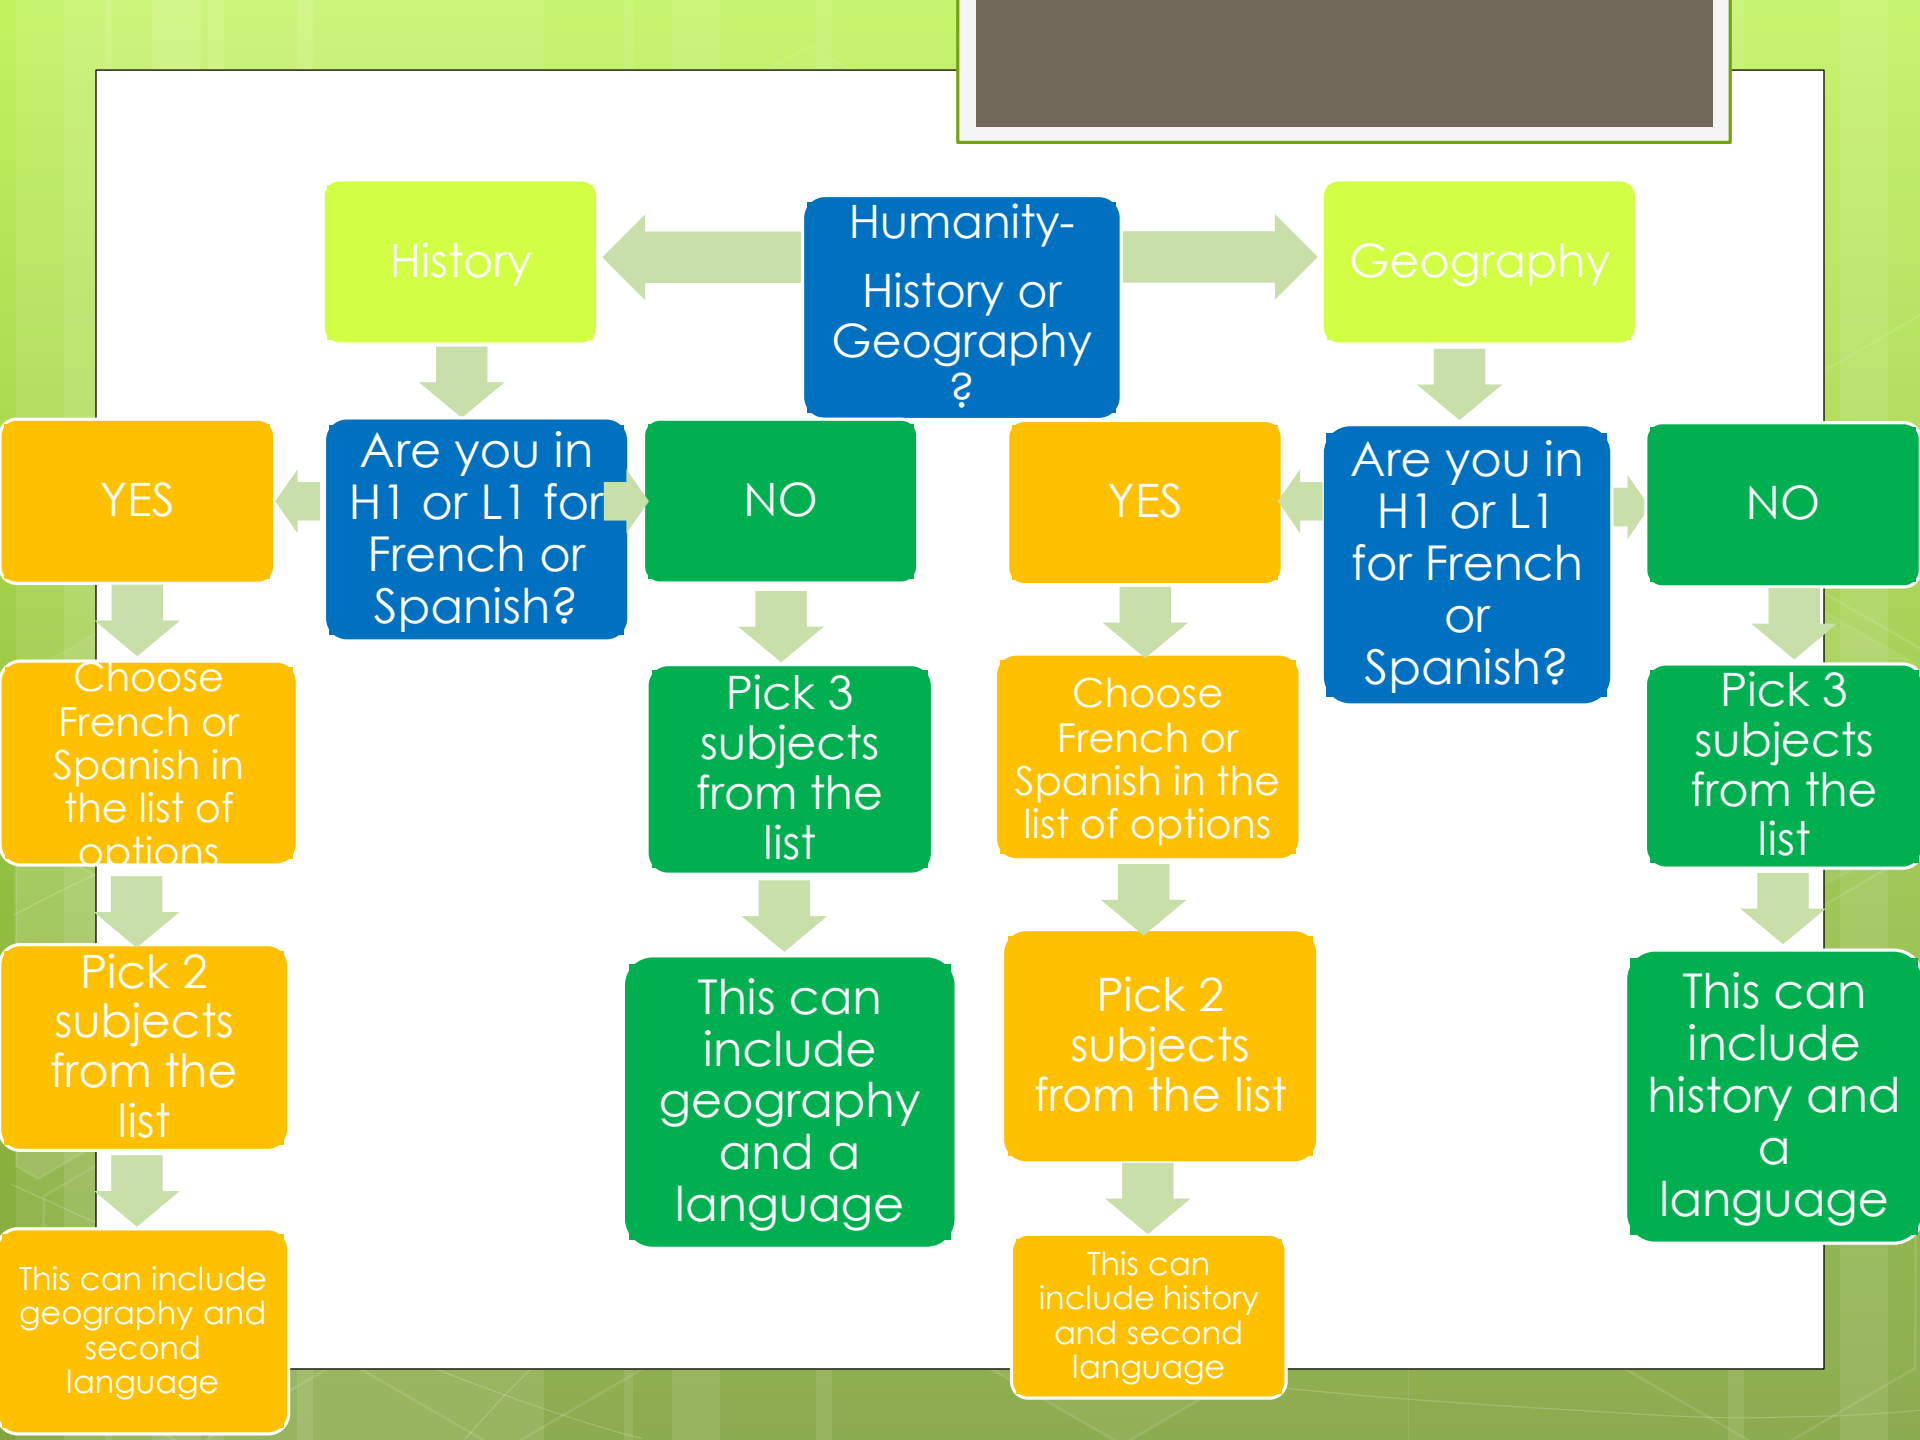 Humanity-
History or
Geography
?
History
Geography
YES
Are you in
H1 or L1 for
French or
Spanish?
NO
YES
Are you in
H1 or L1
for French
or
Spanish?
NO
Choose
French or
Spanish in
the list of
options
Pick 3
subjects
from the
list
Choose
French or
Spanish in the
list of options
Pick 3
subjects
from the
list
Pick 2
subjects
from the
list
This can
include
geography
and a
language
Pick 2
subjects
from the list
This can
include
history and
a
language
This can include
geography and
second
language
This can
include history
and second
language